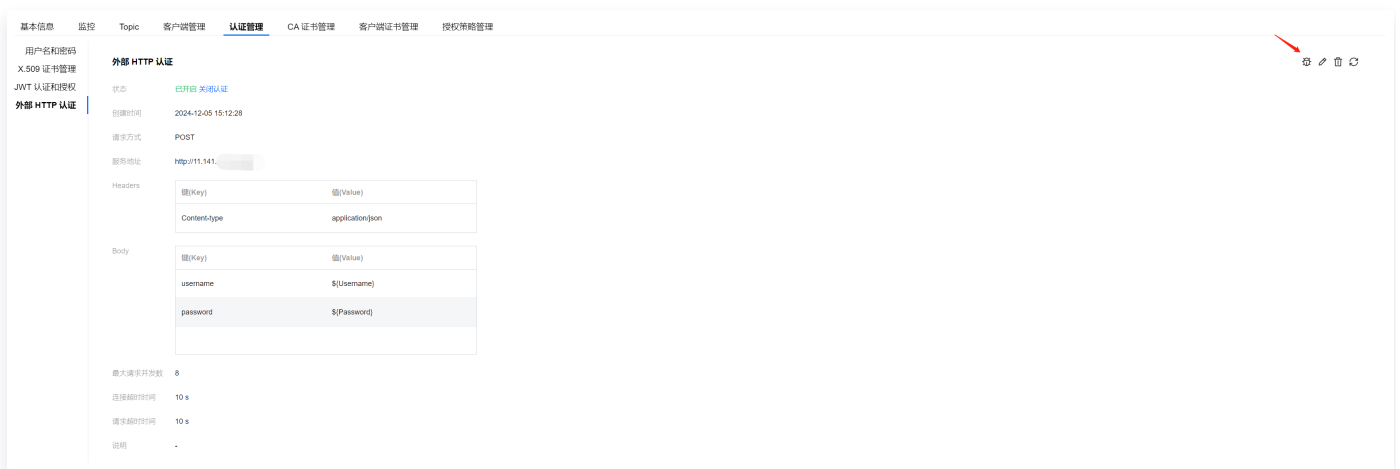 基本信息 监控 Topic 客户端管理 认证管理 CA 证书管理 客户端证书管理 授权策略管理
用户名和密码
X.509 证书管理
JWT 认证和授权
外部 HTTP 认证
外部 HTTP 认证
状态 已开启 关闭认证
创建时间 2024-12-05 15:12:28
请求方式 POST
服务地址 http://11.141.
Headers
键(Key) 值(Value)
Content-type application/json
Body
键(Key) 值(Value)
username ${Username}
password ${Password}
最大请求并发数 8
连接超时时间 10 s
请求超时时间 10 s
说明 -